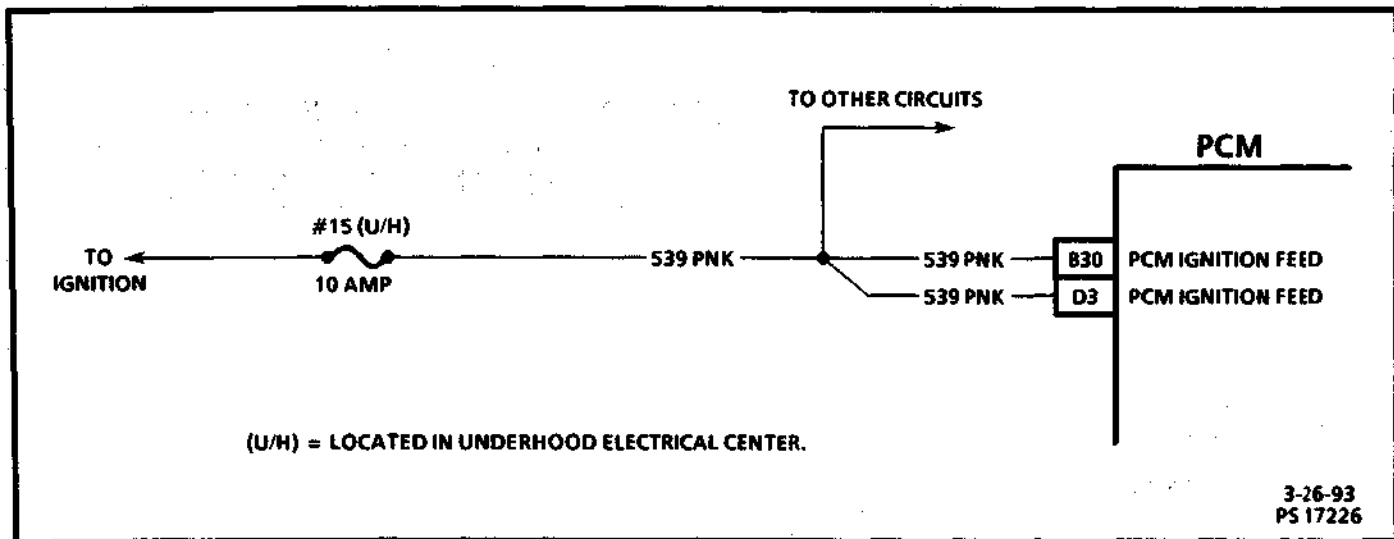 TO OTHER CIRCUITS
PCM
#15 (U/H)
TO IGNITION
10 AMP
539 PNK
539 PNK
B30
PCM IGNITION FEED
539 PNK
D3
PCM IGNITION FEED
(U/H) = LOCATED IN UNDERHOOD ELECTRICAL CENTER.
3-26-93
PS 17226